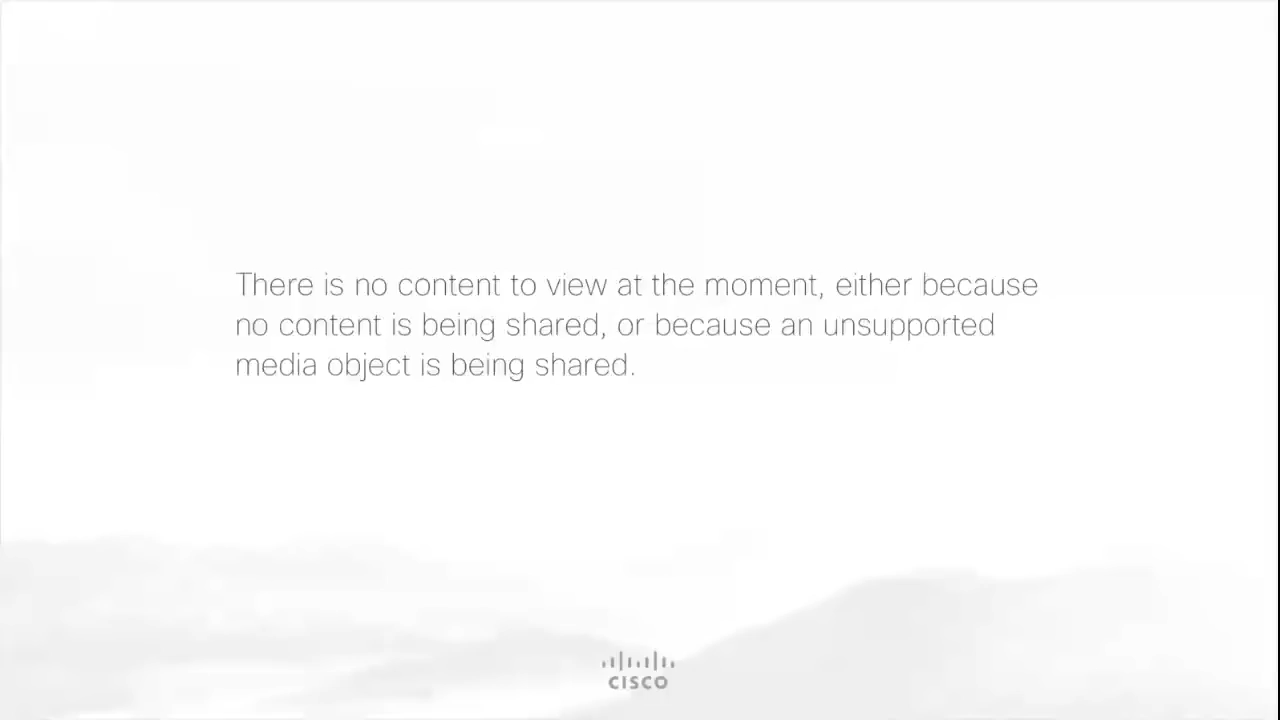 There is no content to view at the moment, either because
no content is being shared, or because an unsupported
media object is being shared.
CISCO